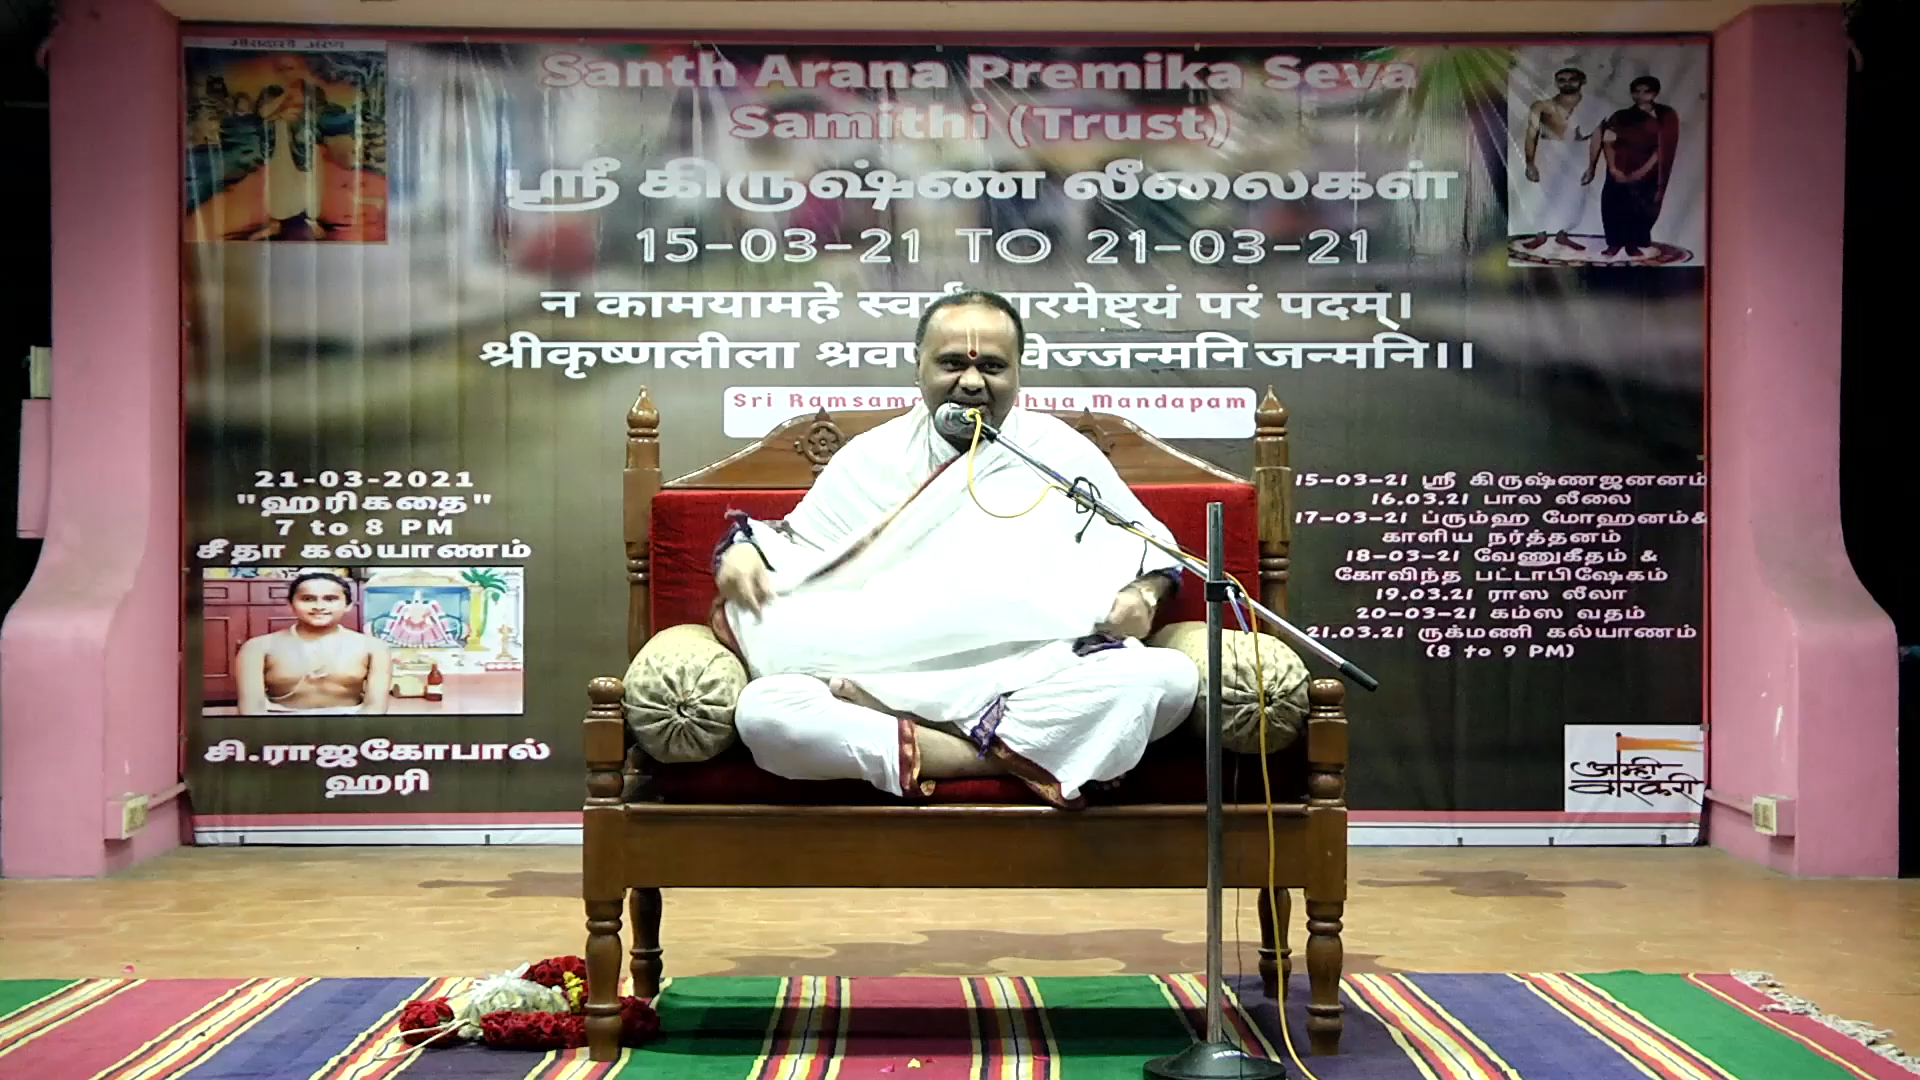 Santh Arana Premika Seva
Samithi (Trust)
ஸ்ரீ கிருஷ்ண லீலைகள்
15-03-21 TO 21-03-21
न कामयामहे परं पदम्।
श्रीकृष्णलीला जन्मनि।।
Sri Mandapam
21-03-2021
"ஹரிகதை"
7 to 8 PM
சீதா கல்யாணம்
சி.ராஜகோபால்
ஹரி
15-03-21 ஸ்ரீ கிருஷ்ணஜனனம்
16.03.21 பால லீலை
17-03-21 ப்ரும்ஹ மோஹனம்&
காளிய நர்த்தனம்
18-03-21 வேணுகீதம் &
கோவிந்த பட்டாபிஷேகம்
19.03.21 ராஸ லீலா
20-03-21 கம்ஸ வதம்
21.03.21 ருக்மணி கல்யாணம்
(8 to 9 PM)
आम्ही
वारकरी